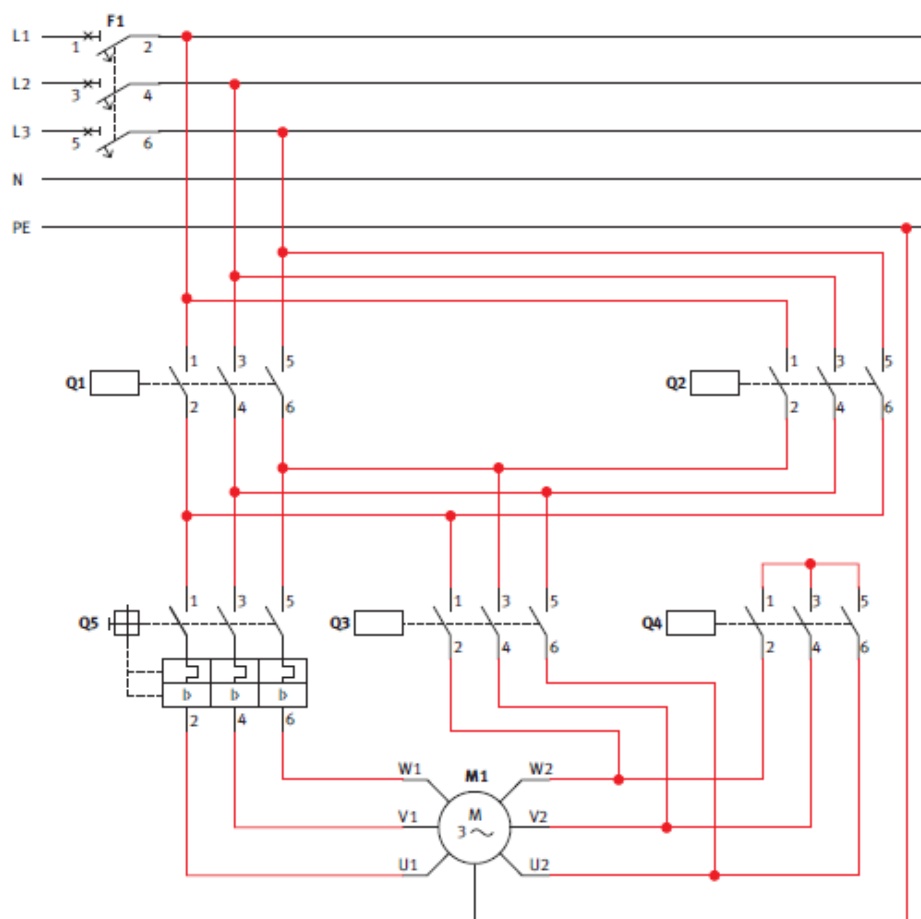 F1
L1 1 2
L2 3 4
L3 5 6
N
PE
1 3 5 1 3 5
Q1 Q2
2 4 6 2 4 6
1 3 5 1 3 5 1 3 5
Q5 Q3 Q4
2 4 6 2 4 6
I> I> I>
2 4 6
W1 M1 W2
V1 M V2
3 ~
U1 U2